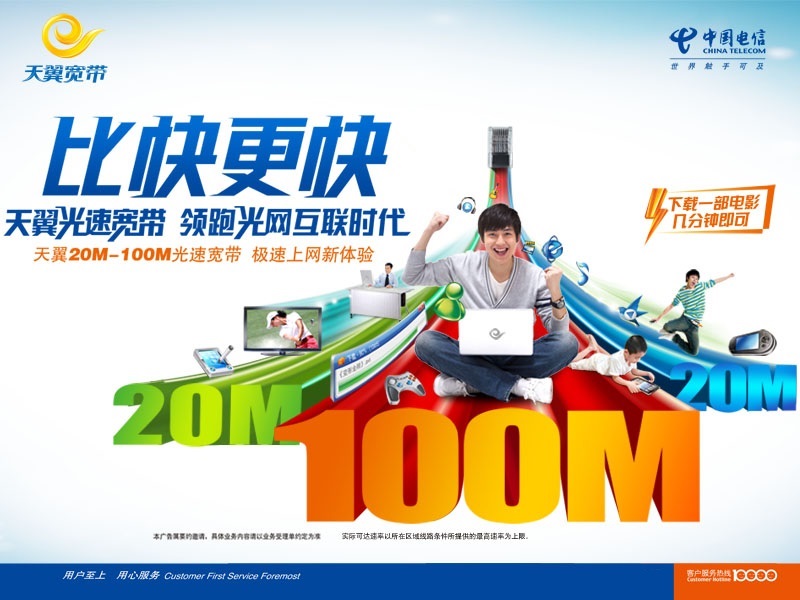 天翼宽带
中国电信
CHINA TELECOM
世界触手可及
比快更快
天翼光速宽带 领跑光网互联时代
天翼20M-100M光速宽带 极速上网新体验
下载一部电影
几分钟即可
20M
100M
20M
本广告属要约邀请，具体业务内容请以业务受理单约定为准
实际可达速率以所在区域线路条件所提供的最高速率为上限。
用户至上 用心服务 Customer First Service Foremost
客户服务热线
Customer Hotline
10000